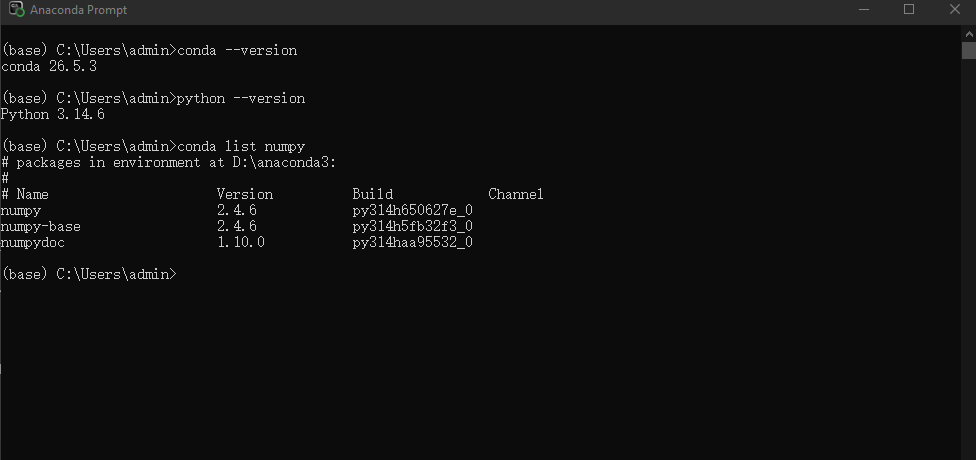 Anaconda Prompt
(base) C:\Users\admin>conda --version
conda 26.5.3
(base) C:\Users\admin>python --version
Python 3.14.6
(base) C:\Users\admin>conda list numpy
# packages in environment at D:\anaconda3:
#
# Name                     Version          Build            Channel
numpy                      2.4.6            py314h650627e_0
numpy-base                 2.4.6            py314h5fb32f3_0
numpydoc                   1.10.0           py314haa95532_0
(base) C:\Users\admin>